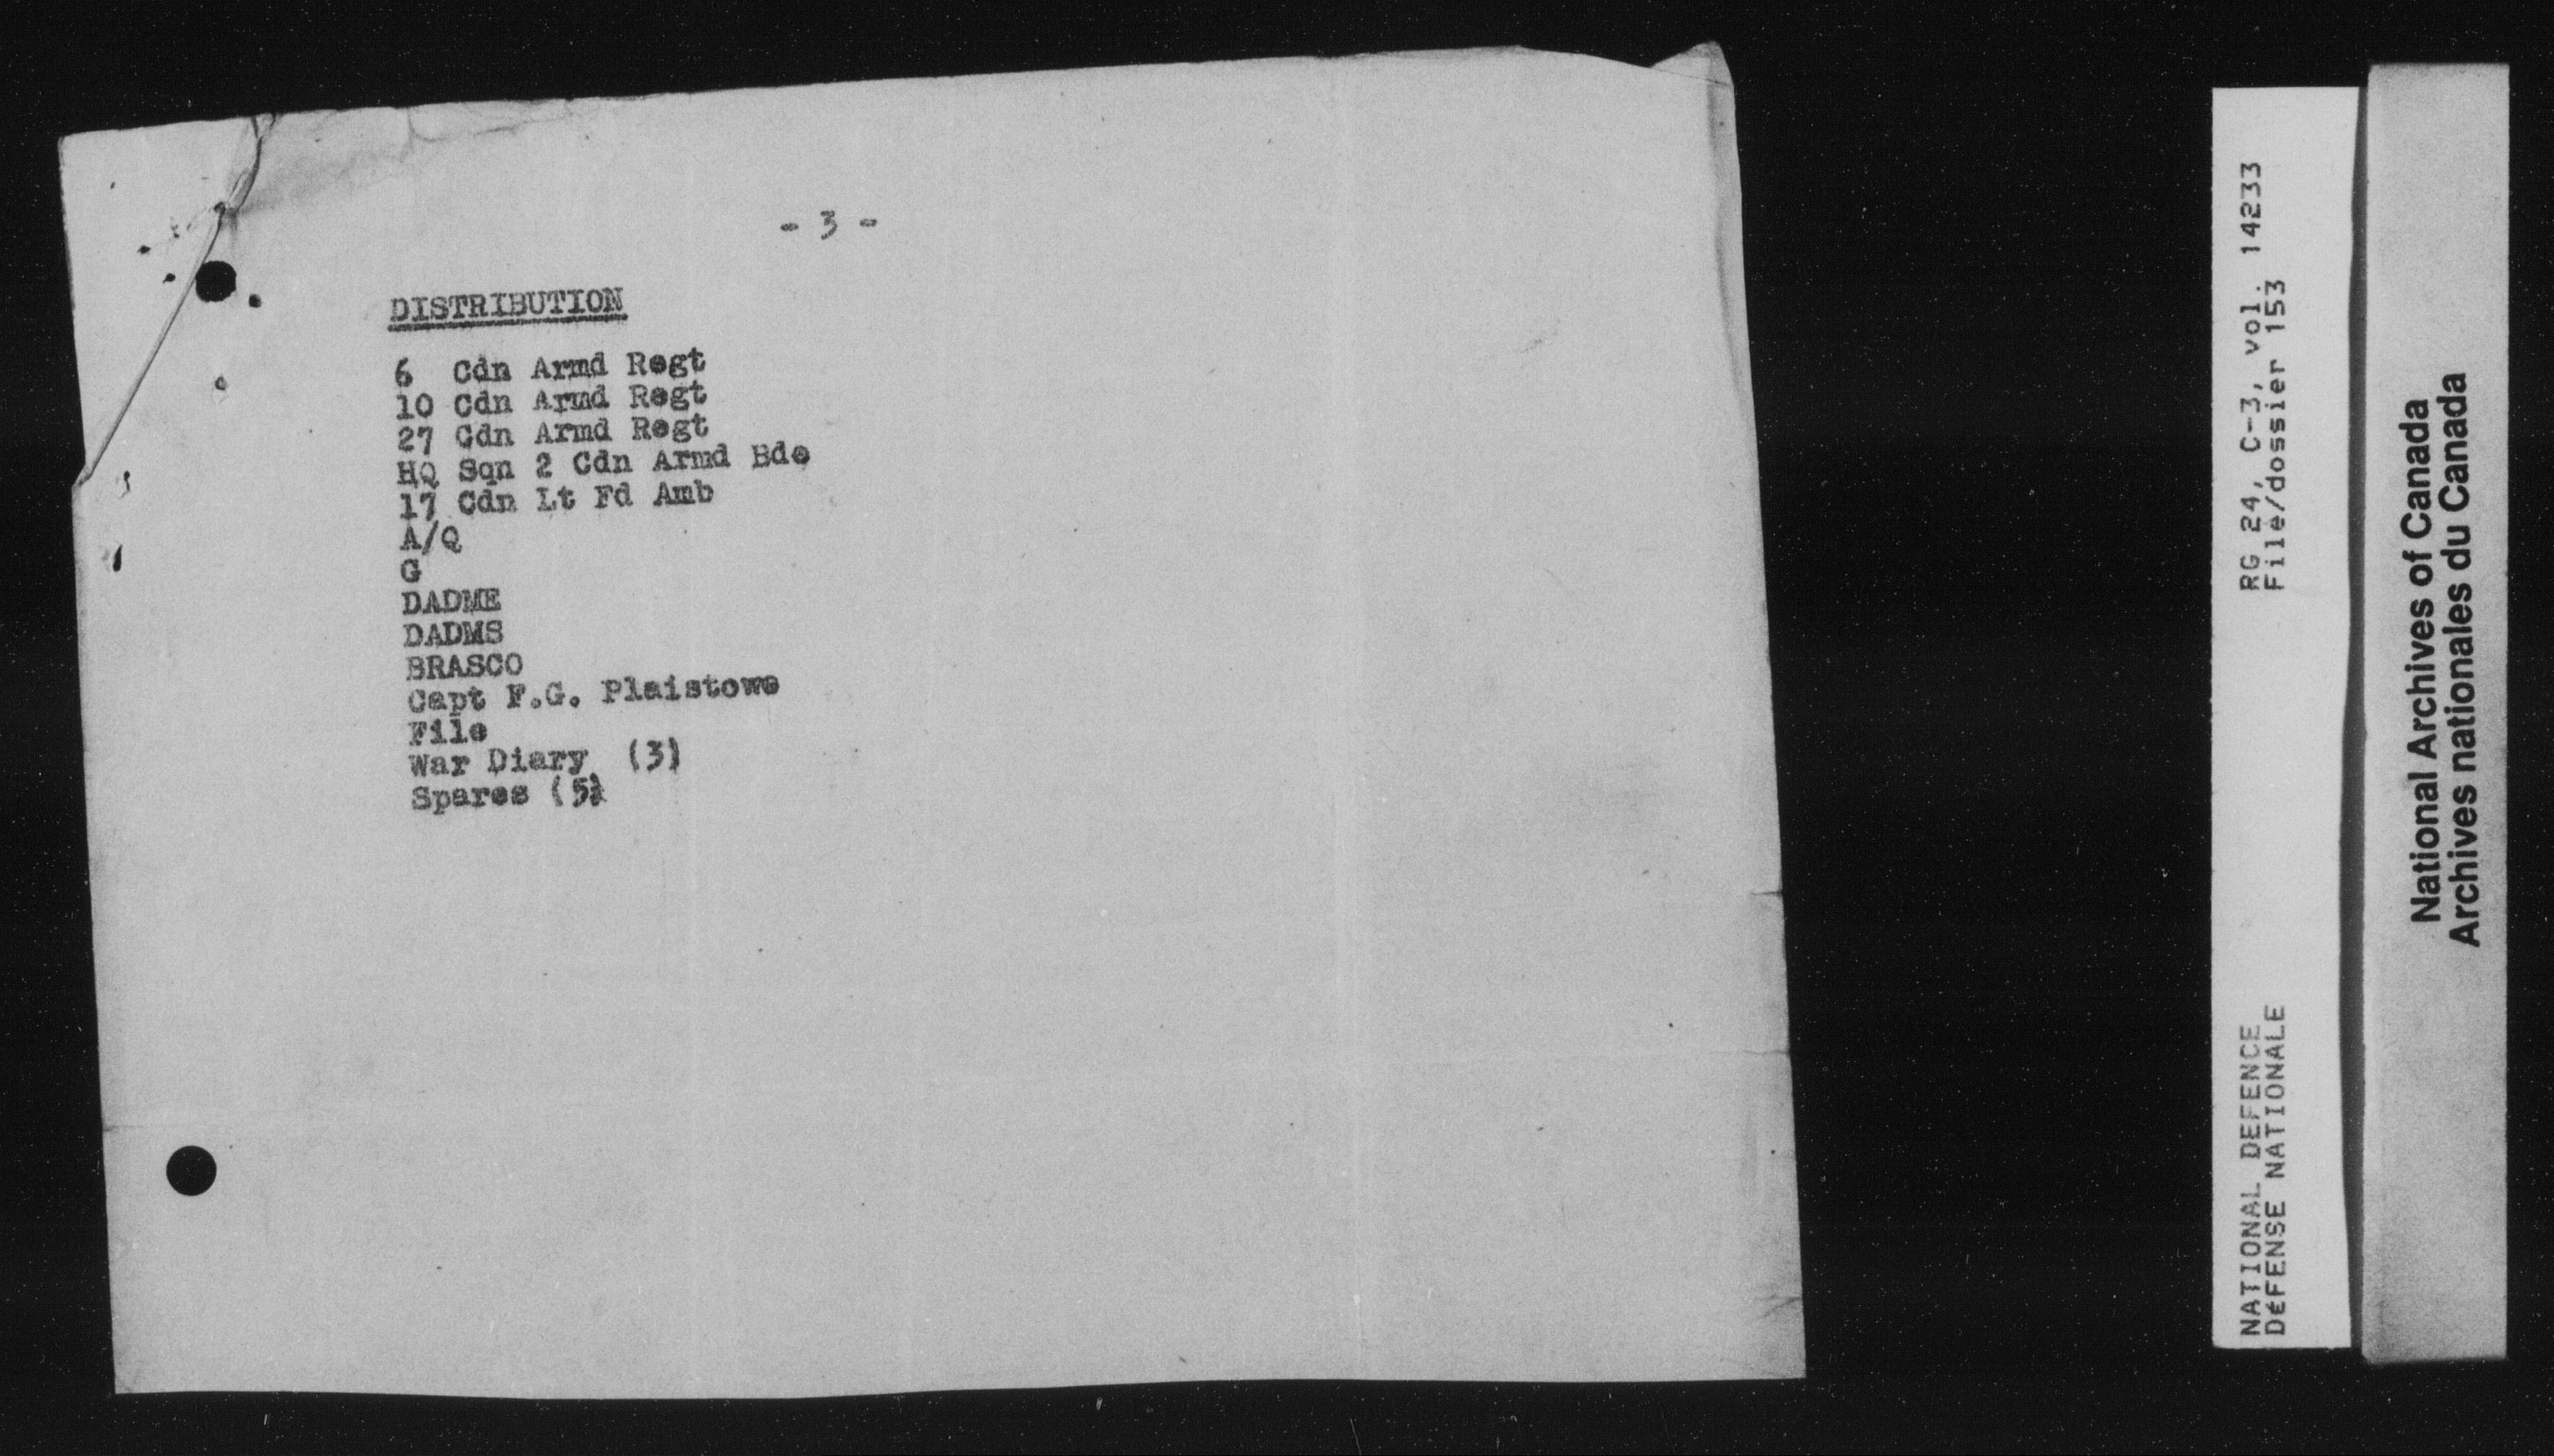 - 3 -
DISTRIBUTION
6 Cdn Armd Regt
10 Cdn Armd Regt
27 Cdn Armd Regt
HQ Sqn 2 Cdn Armd Bde
17 Cdn Lt Fd Amb
A/Q
G
DADME
DADMS
BRASCO
Capt F.G. Plaistowe
File
War Diary (3)
Spares (5)
RG 24, C-3, vol. 14233
File/dossier 153
NATIONAL DEFENCE
DÉFENSE NATIONALE
National Archives of Canada
Archives nationales du Canada